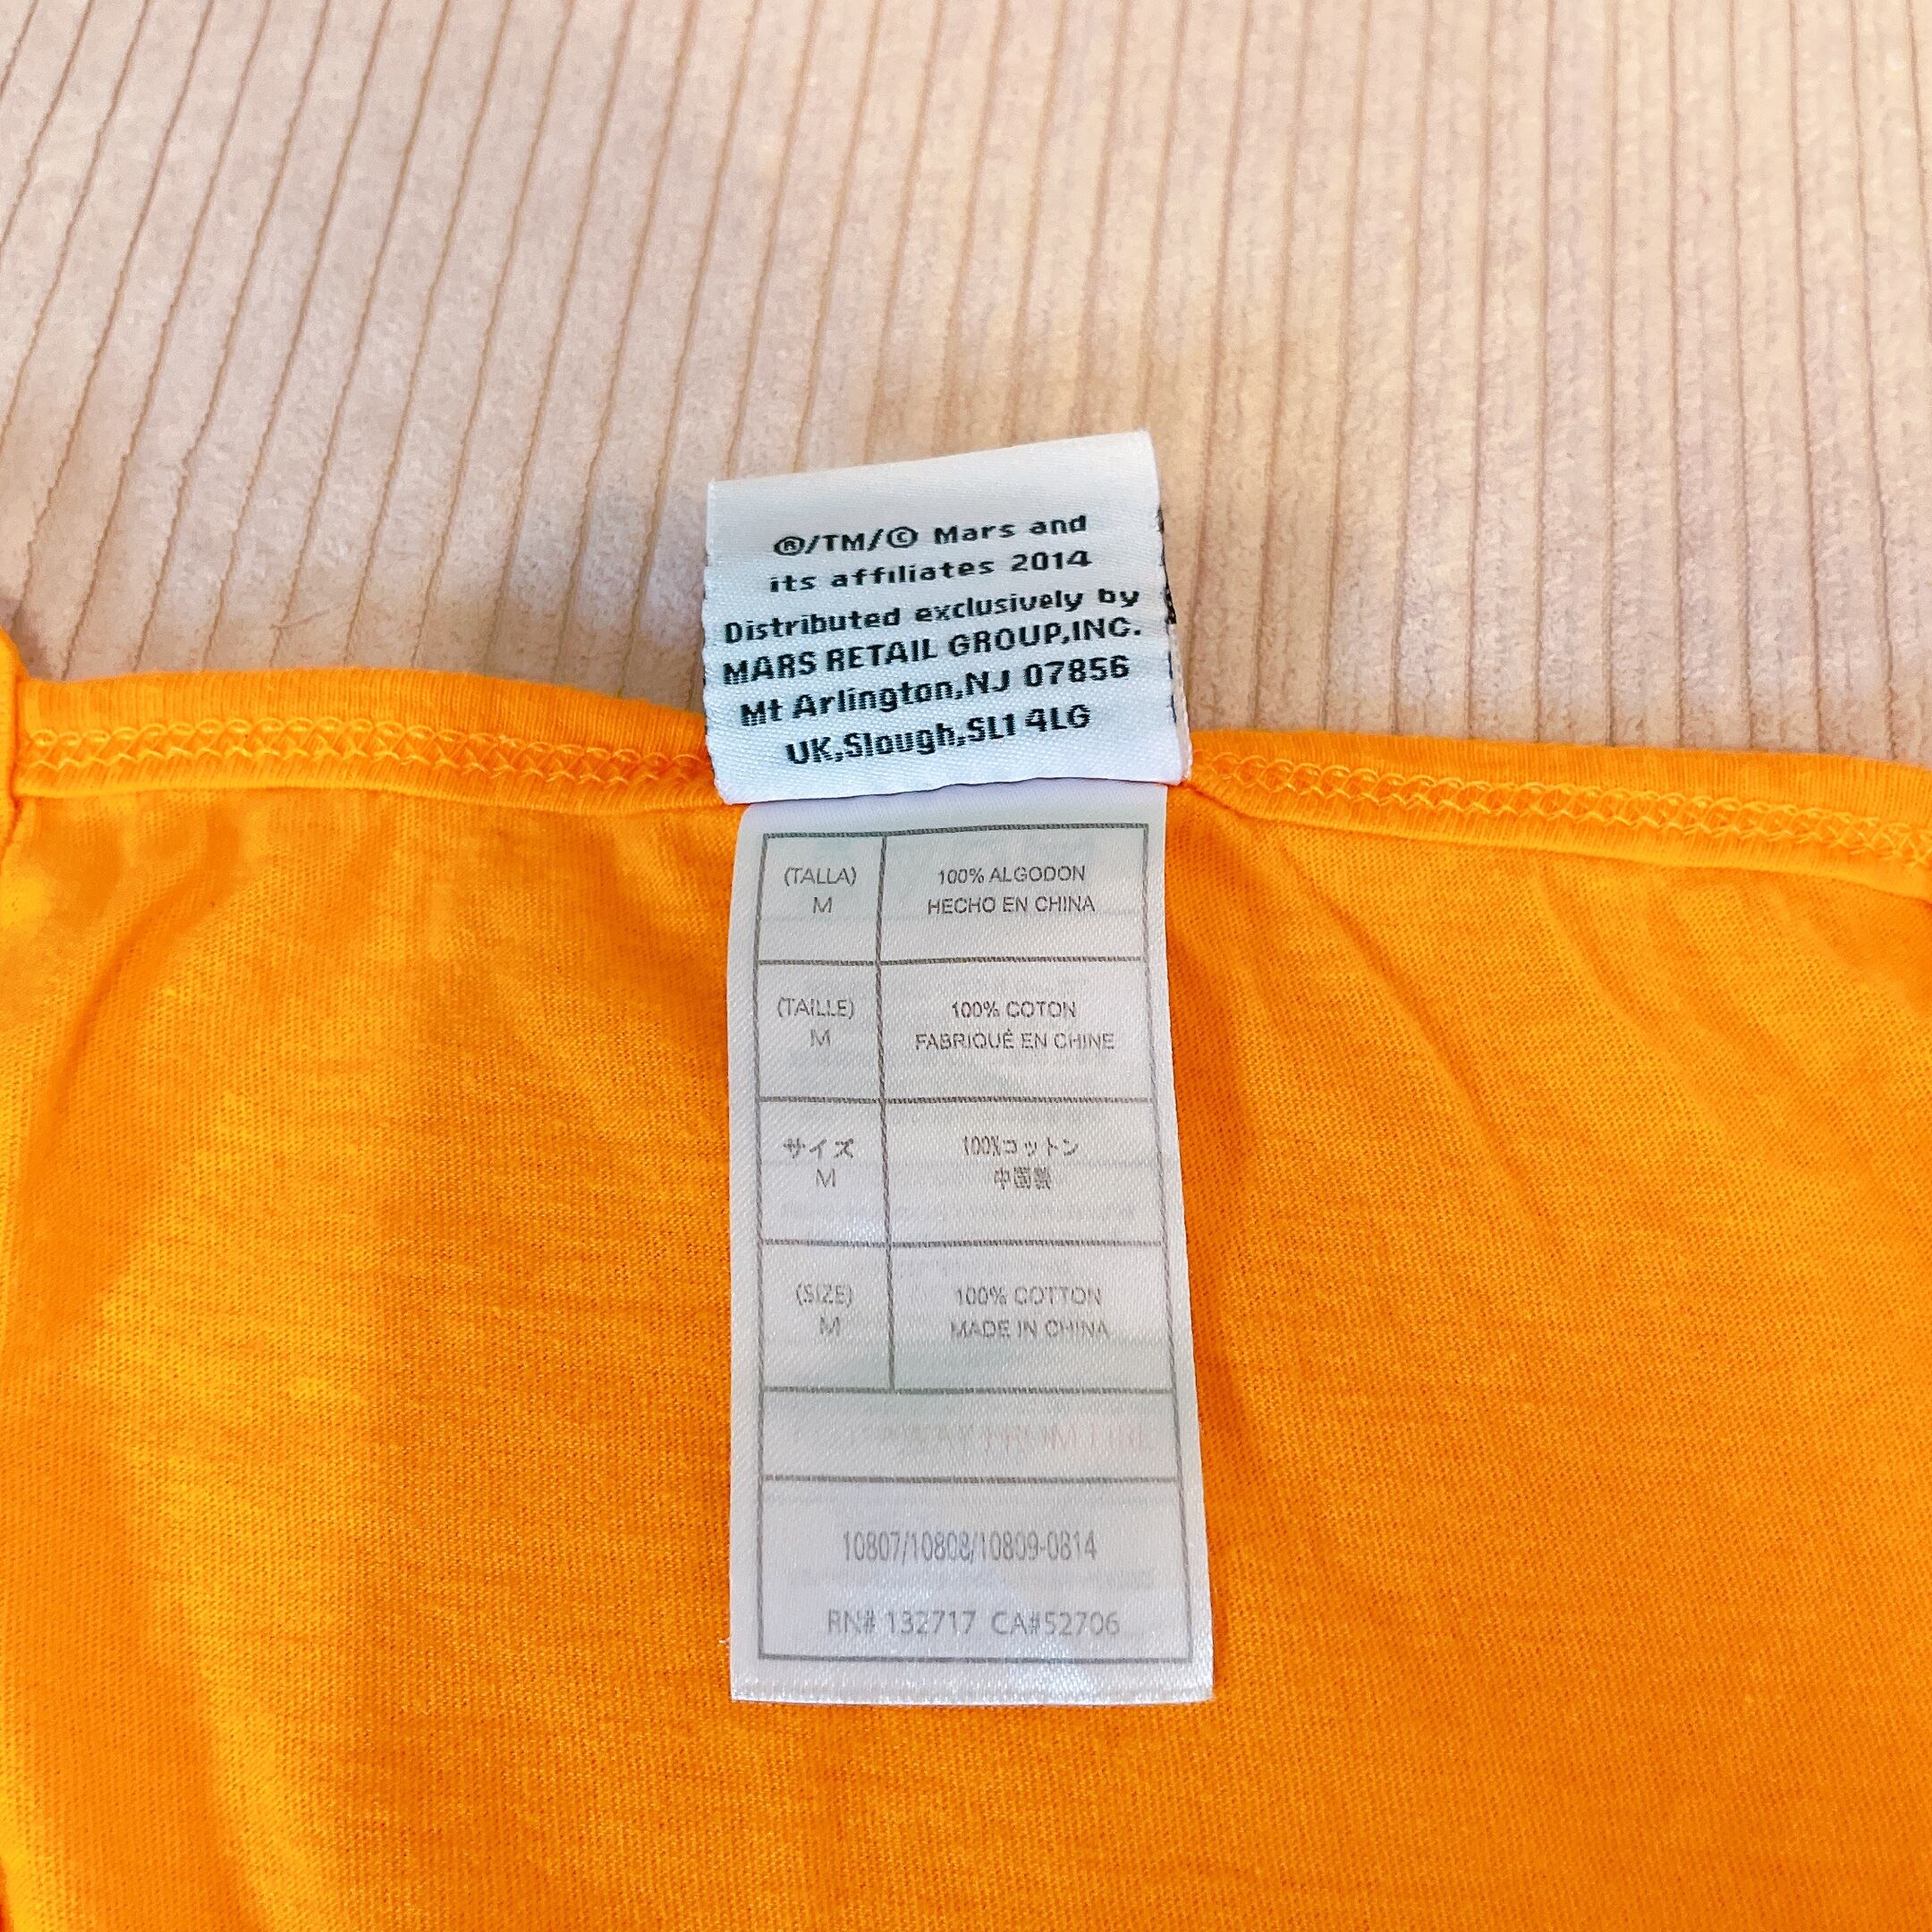 ®/TM/© Mars and
its affiliates 2014
Distributed exclusively by
MARS RETAIL GROUP,INC.
Mt Arlington,NJ 07856
UK,Slough,SL1 4LG
(TALLA) 100% ALGODON
M HECHO EN CHINA
(TAILLE) 100% COTON
M FABRIQUÉ EN CHINE
サイズ 100%コットン
M 中国製
(SIZE) 100% COTTON
M MADE IN CHINA
10807/10808/10809-0814
RN# 132717 CA#52706